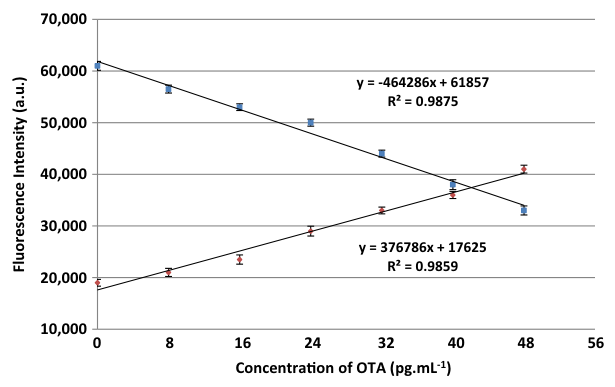 70,000
60,000
50,000
40,000
30,000
20,000
10,000
Fluorescence Intensity (a.u.)
y = -464286x + 61857
R² = 0.9875
y = 376786x + 17625
R² = 0.9859
0 8 16 24 32 40 48 56
Concentration of OTA (pg.mL⁻¹)